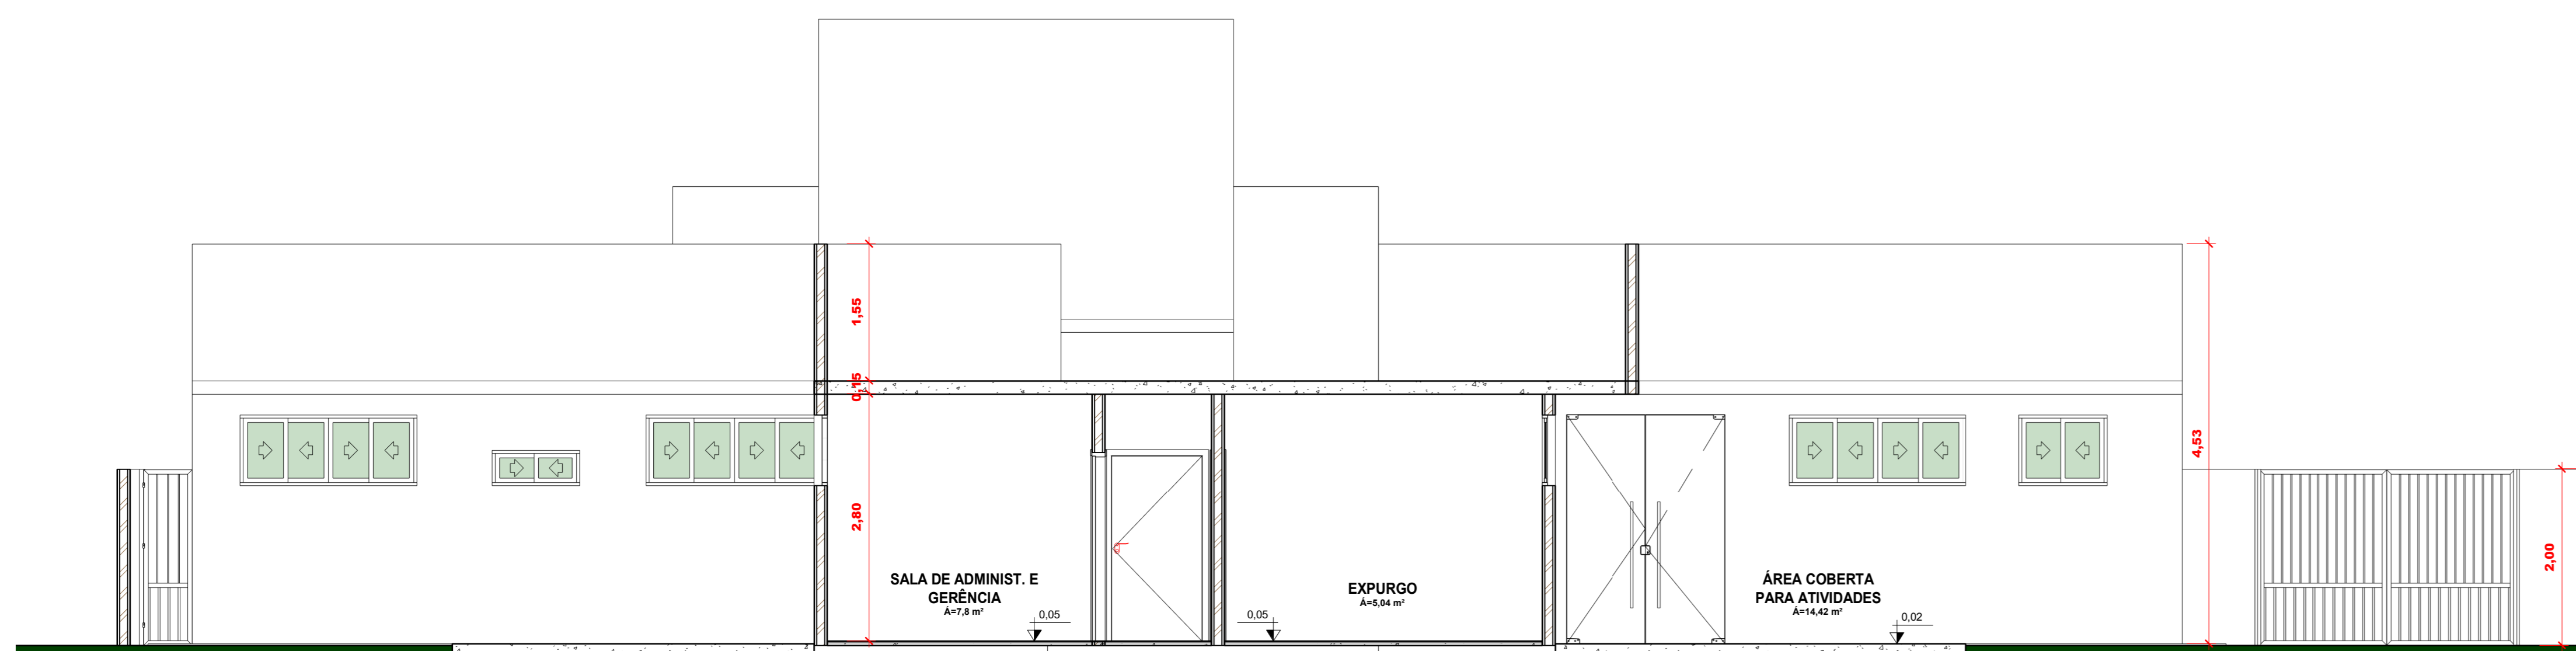 1,55
0,15
2,80
SALA DE ADMINIST. E
GERÊNCIA
Á=7,8 m²
0,05
0,05
EXPURGO
Á=5,04 m²
ÁREA COBERTA
PARA ATIVIDADES
Á=14,42 m²
0,02
4,53
2,00